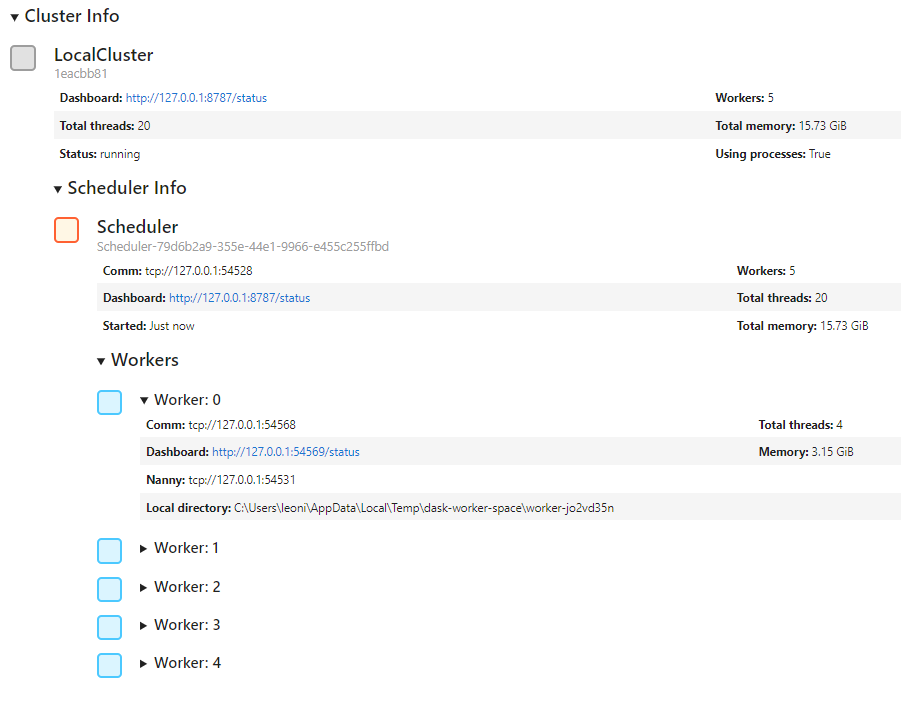 Cluster Info
LocalCluster
1eacbb81
Dashboard: http://127.0.0.1:8787/status Workers: 5
Total threads: 20 Total memory: 15.73 GiB
Status: running Using processes: True
Scheduler Info
Scheduler
Scheduler-79d6b2a9-355e-44e1-9966-e455c255ffbd
Comm: tcp://127.0.0.1:54528 Workers: 5
Dashboard: http://127.0.0.1:8787/status Total threads: 20
Started: Just now Total memory: 15.73 GiB
Workers
Worker: 0
Comm: tcp://127.0.0.1:54568 Total threads: 4
Dashboard: http://127.0.0.1:54569/status Memory: 3.15 GiB
Nanny: tcp://127.0.0.1:54531
Local directory: C:\Users\leoni\AppData\Local\Temp\dask-worker-space\worker-jo2vd35n
Worker: 1
Worker: 2
Worker: 3
Worker: 4